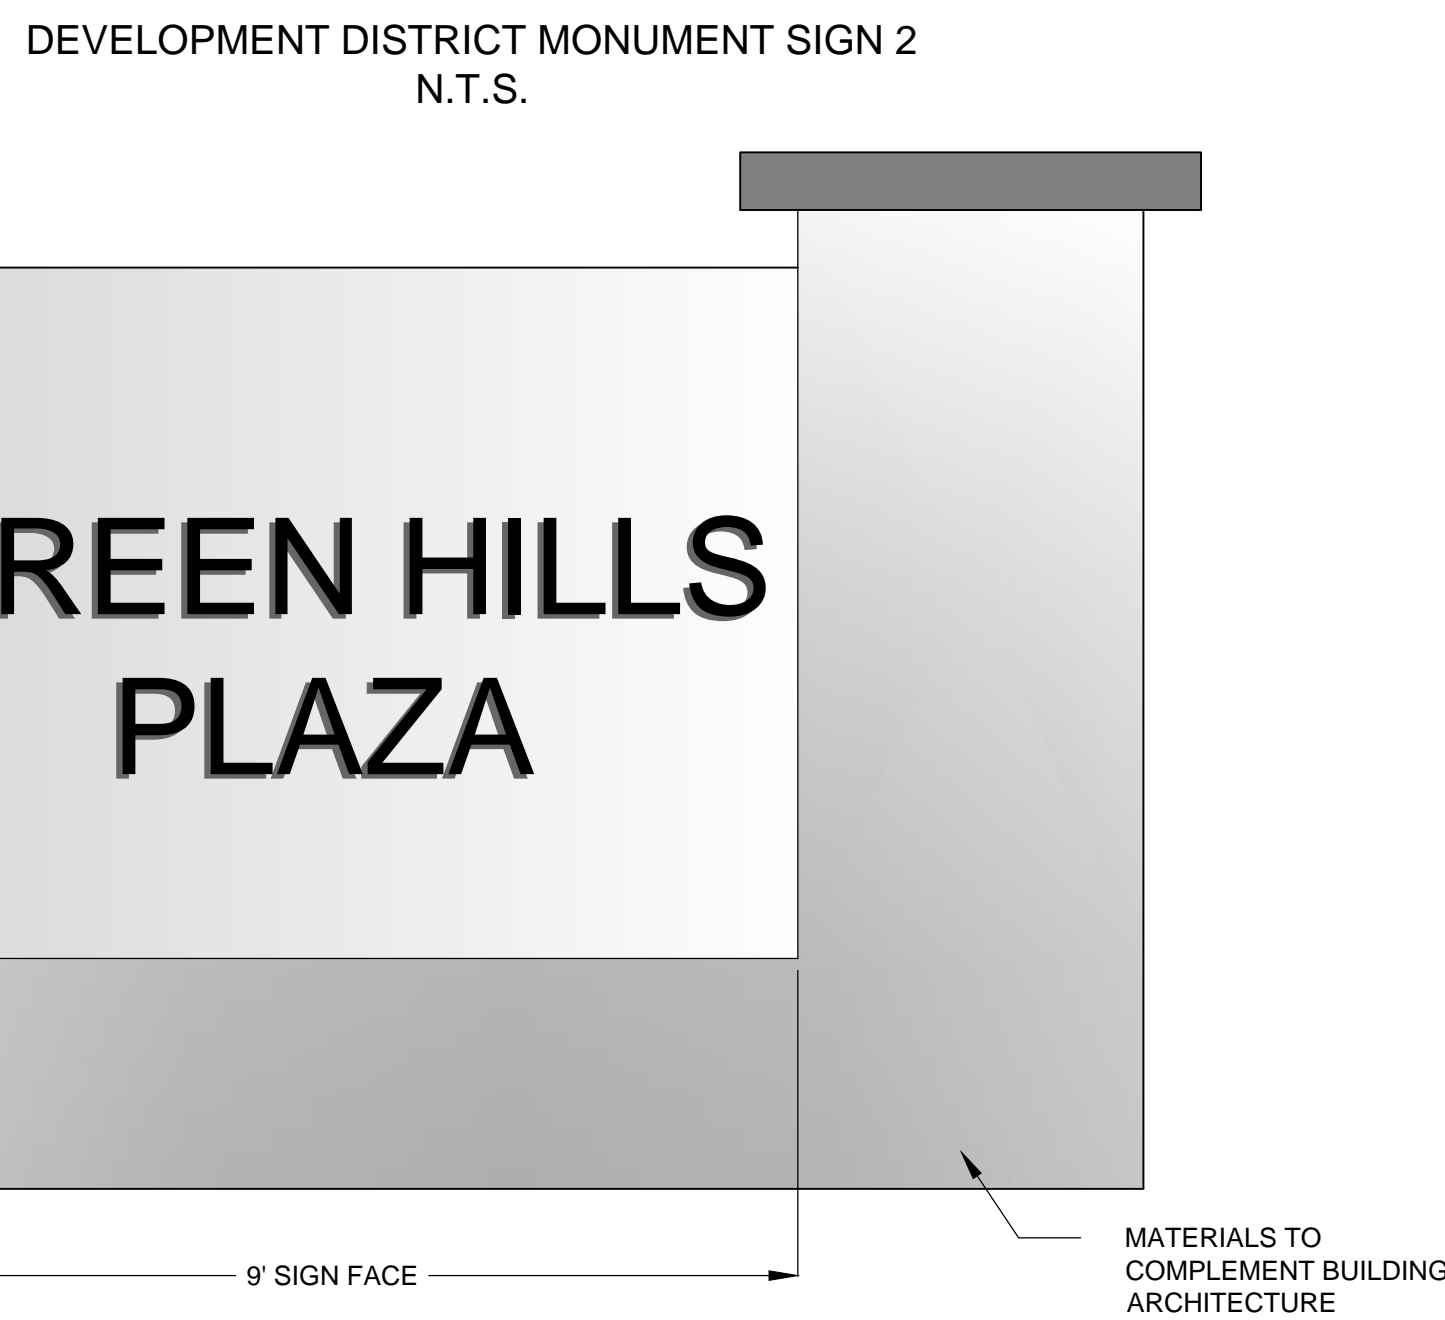 DEVELOPMENT DISTRICT MONUMENT SIGN 2
N.T.S.
REEN HILLS
PLAZA
9' SIGN FACE
MATERIALS TO
COMPLEMENT BUILDING
ARCHITECTURE